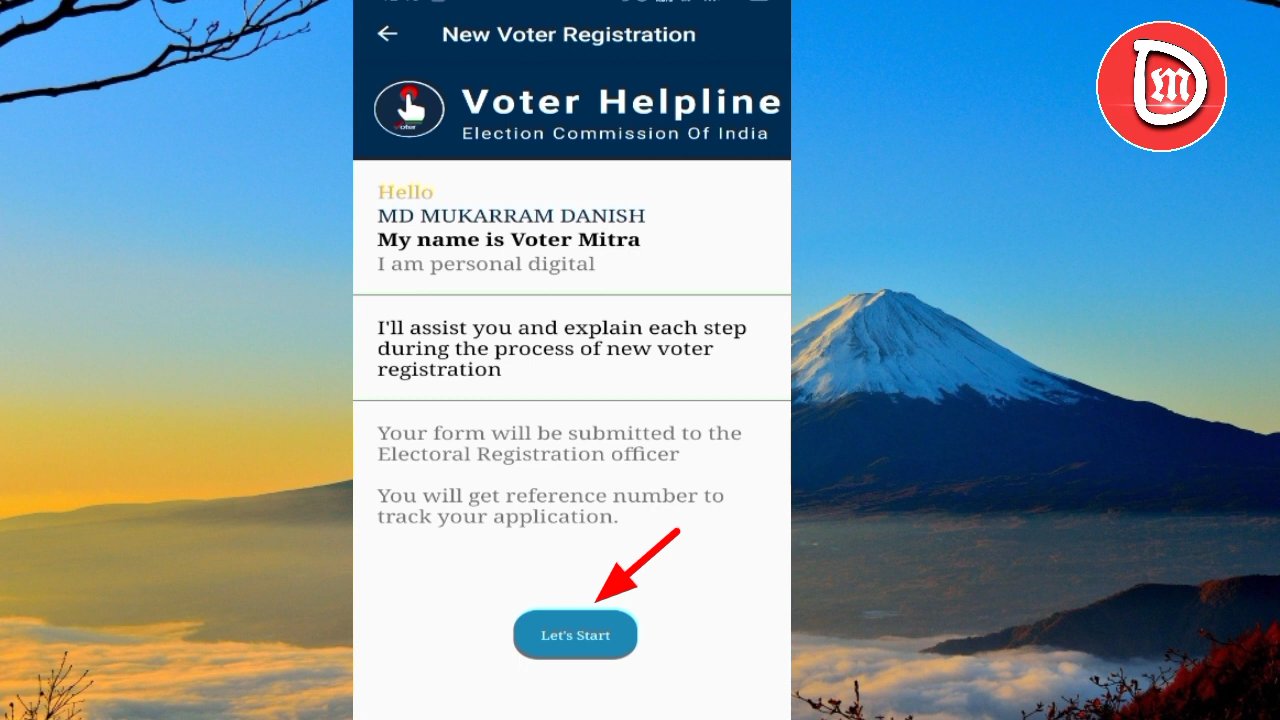 New Voter Registration
Voter Helpline
Election Commission Of India
Voter
Hello
MD MUKARRAM DANISH
My name is Voter Mitra
I am personal digital
I'll assist you and explain each step
during the process of new voter
registration
Your form will be submitted to the
Electoral Registration officer
You will get reference number to
track your application.
Let's Start
D
m